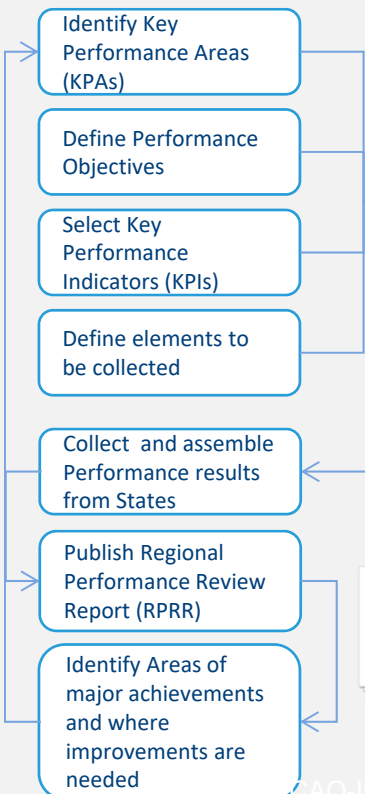 Identify Key
Performance Areas
(KPAs)
Define Performance
Objectives
Select Key
Performance
Indicators (KPIs)
Define elements to
be collected
Collect and assemble
Performance results
from States
Publish Regional
Performance Review
Report (RPRR)
Identify Areas of
major achievements
and where
improvements are
needed